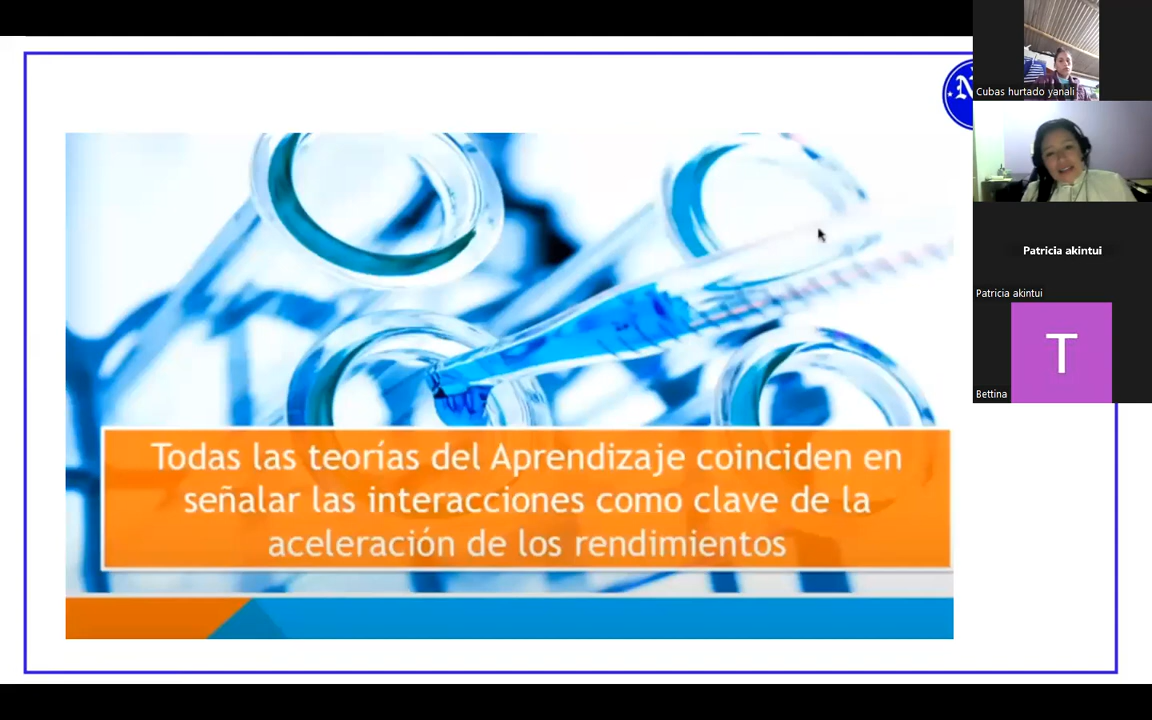 Todas las teorías del Aprendizaje coinciden en
señalar las interacciones como clave de la
aceleración de los rendimientos
N
Cubas hurtado yanali
Patricia akintui
Patricia akintui
T
Bettina